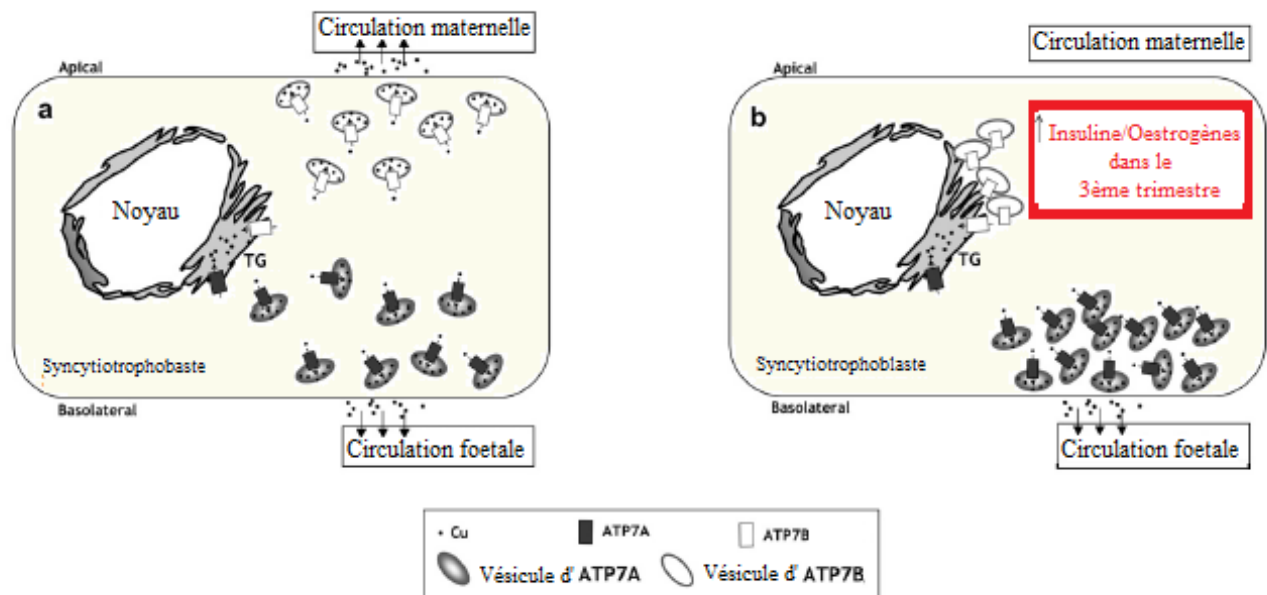 Circulation maternelle
Apical
a
Noyau
TG
Syncytiotrophobaste
Basolateral
Circulation foetale
Circulation maternelle
Apical
b
↑ Insuline/Oestrogènes
dans le
3ème trimestre
Noyau
TG
Syncytiotrophoblaste
Basolateral
Circulation foetale
• Cu
ATP7A
ATP7B
Vésicule d' ATP7A
Vésicule d' ATP7B